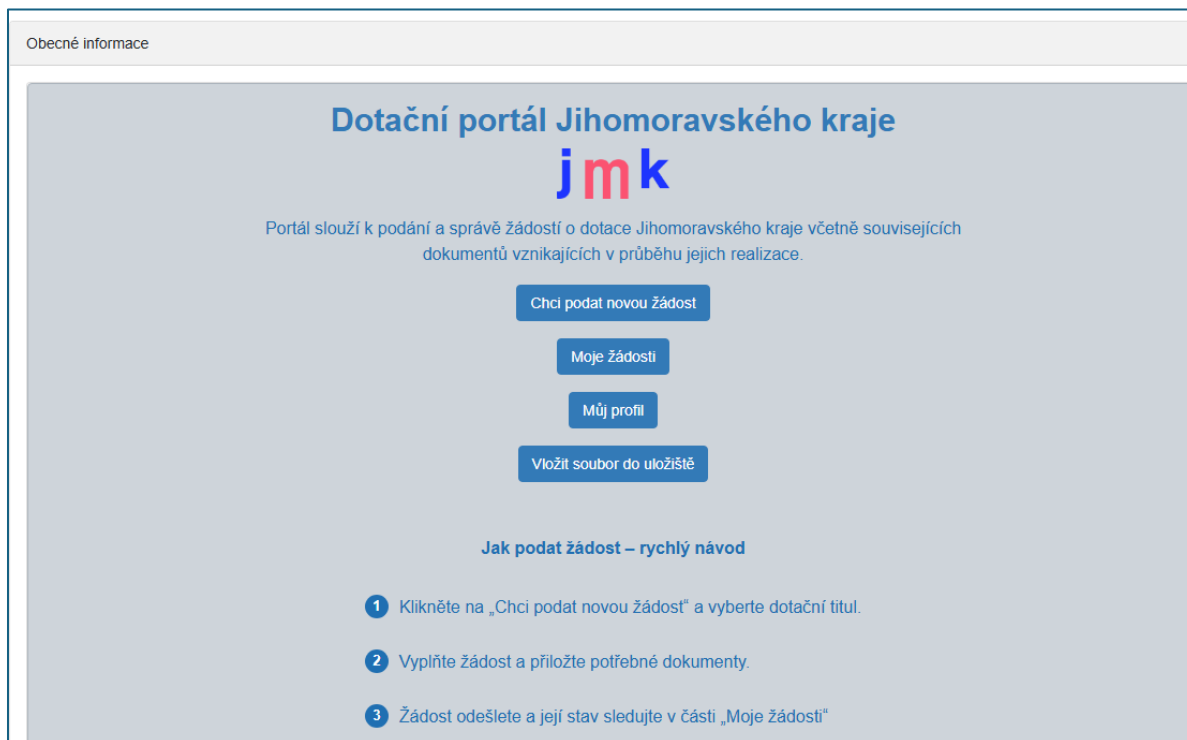 Obecné informace
Dotační portál Jihomoravského kraje
jmk
Portál slouží k podání a správě žádostí o dotace Jihomoravského kraje včetně souvisejících
dokumentů vznikajících v průběhu jejich realizace.
Chci podat novou žádost
Moje žádosti
Můj profil
Vložit soubor do uložiště
Jak podat žádost – rychlý návod
1 Klikněte na „Chci podat novou žádost“ a vyberte dotační titul.
2 Vyplňte žádost a přiložte potřebné dokumenty.
3 Žádost odešlete a její stav sledujte v části „Moje žádosti“